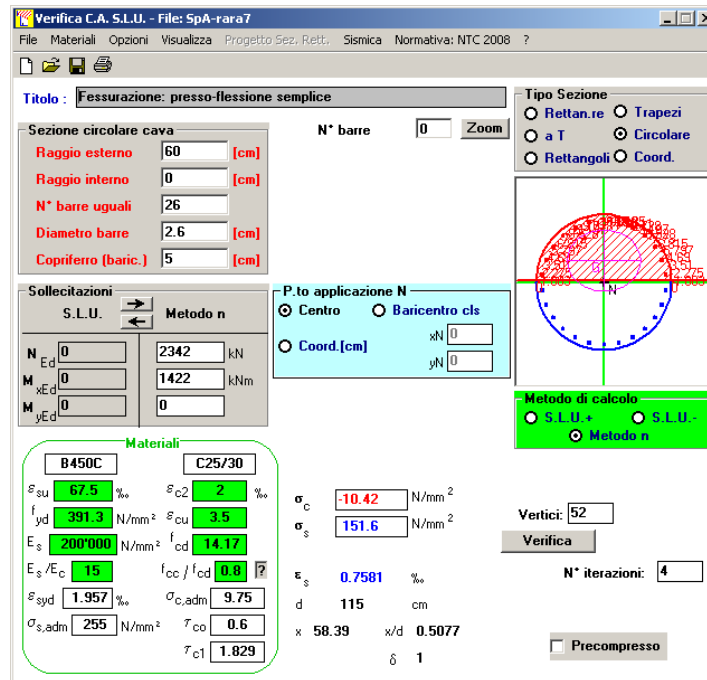 Verifica C.A. S.L.U. - File: SpA-rara7
File Materiali Opzioni Visualizza Progetto Sez. Rett. Sismica Normativa: NTC 2008 ?
Titolo : Fessurazione: presso-flessione semplice
Sezione circolare cava
Raggio esterno 60 [cm]
Raggio interno 0 [cm]
N° barre uguali 26
Diametro barre 2.6 [cm]
Copriferro (baric.) 5 [cm]
N° barre 0 Zoom
Tipo Sezione
Rettan.re Trapezi
a T Circolare
Rettangoli Coord.
G
N
Sollecitazioni
S.L.U. Metodo n
N Ed 0 2342 kN
M xEd 0 1422 kNm
M yEd 0 0
P.to applicazione N
Centro Baricentro cls
Coord.[cm] xN 0
yN 0
Metodo di calcolo
S.L.U.+ S.L.U.-
Metodo n
Materiali
B450C C25/30
εsu 67.5 ‰ εc2 2 ‰
fyd 391.3 N/mm² εcu 3.5
Es 200'000 N/mm² fcd 14.17
Es/Ec 15 fcc / fcd 0.8 ?
εsyd 1.957 ‰ σc,adm 9.75
σs,adm 255 N/mm² τco 0.6
τc1 1.829
σc -10.42 N/mm²
σs 151.6 N/mm²
εs 0.7581 ‰
d 115 cm
x 58.39 x/d 0.5077
δ 1
Vertici: 52
Verifica
N° iterazioni: 4
Precompresso